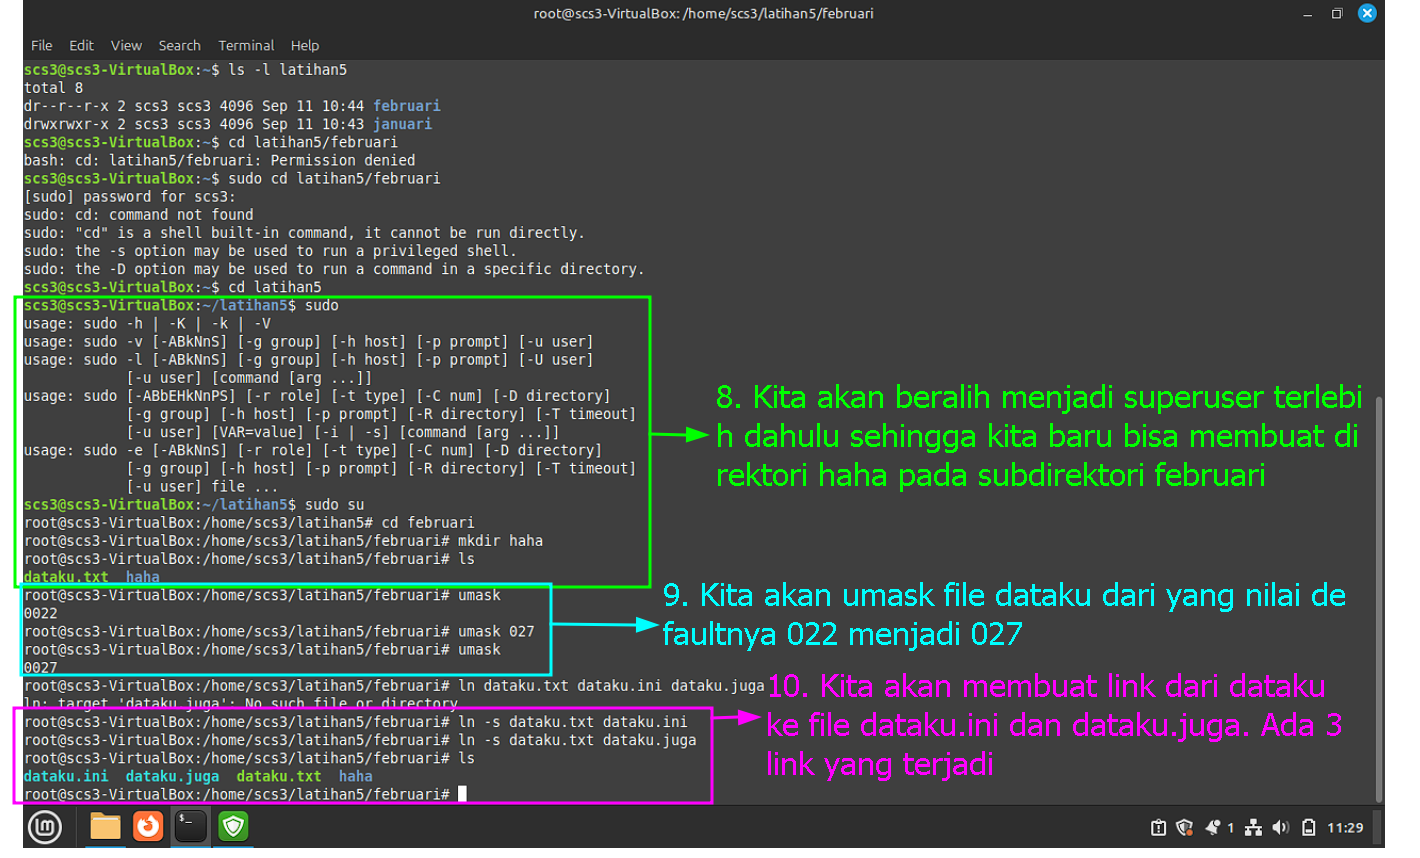 root@scs3-VirtualBox: /home/scs3/latihan5/februari
File Edit View Search Terminal Help
scs3@scs3-VirtualBox:~$ ls -l latihan5
total 8
dr--r--r-x 2 scs3 scs3 4096 Sep 11 10:44 februari
drwxrwxr-x 2 scs3 scs3 4096 Sep 11 10:43 januari
scs3@scs3-VirtualBox:~$ cd latihan5/februari
bash: cd: latihan5/februari: Permission denied
scs3@scs3-VirtualBox:~$ sudo cd latihan5/februari
[sudo] password for scs3:
sudo: cd: command not found
sudo: "cd" is a shell built-in command, it cannot be run directly.
sudo: the -s option may be used to run a privileged shell.
sudo: the -D option may be used to run a command in a specific directory.
scs3@scs3-VirtualBox:~$ cd latihan5
scs3@scs3-VirtualBox:~/latihan5$ sudo
usage: sudo -h | -K | -k | -V
usage: sudo -v [-ABkNnS] [-g group] [-h host] [-p prompt] [-u user]
usage: sudo -l [-ABkNnS] [-g group] [-h host] [-p prompt] [-U user]
[-u user] [command [arg ...]]
usage: sudo [-ABbEHkNnPS] [-r role] [-t type] [-C num] [-D directory]
[-g group] [-h host] [-p prompt] [-R directory] [-T timeout]
[-u user] [VAR=value] [-i | -s] [command [arg ...]]
usage: sudo -e [-ABkNnS] [-r role] [-t type] [-C num] [-D directory]
[-g group] [-h host] [-p prompt] [-R directory] [-T timeout]
[-u user] file ...
scs3@scs3-VirtualBox:~/latihan5$ sudo su
root@scs3-VirtualBox:/home/scs3/latihan5# cd februari
root@scs3-VirtualBox:/home/scs3/latihan5/februari# mkdir haha
root@scs3-VirtualBox:/home/scs3/latihan5/februari# ls
dataku.txt haha
8. Kita akan beralih menjadi superuser terlebi
h dahulu sehingga kita baru bisa membuat di
rektori haha pada subdirektori februari
root@scs3-VirtualBox:/home/scs3/latihan5/februari# umask
0022
root@scs3-VirtualBox:/home/scs3/latihan5/februari# umask 027
root@scs3-VirtualBox:/home/scs3/latihan5/februari# umask
0027
9. Kita akan umask file dataku dari yang nilai de
faultnya 022 menjadi 027
root@scs3-VirtualBox:/home/scs3/latihan5/februari# ln dataku.txt dataku.ini dataku.juga
ln: target 'dataku.juga': No such file or directory
root@scs3-VirtualBox:/home/scs3/latihan5/februari# ln -s dataku.txt dataku.ini
root@scs3-VirtualBox:/home/scs3/latihan5/februari# ln -s dataku.txt dataku.juga
root@scs3-VirtualBox:/home/scs3/latihan5/februari# ls
dataku.ini dataku.juga dataku.txt haha
root@scs3-VirtualBox:/home/scs3/latihan5/februari#
10. Kita akan membuat link dari dataku
ke file dataku.ini dan dataku.juga. Ada 3
link yang terjadi
1
11:29